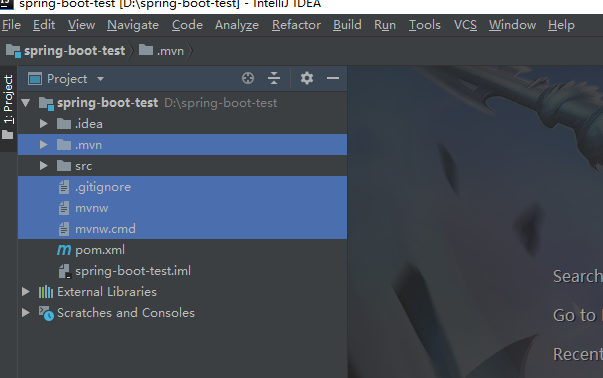 spring-boot-test [D:\spring-boot-test] - IntelliJ IDEA
File Edit View Navigate Code Analyze Refactor Build Run Tools VCS Window Help
spring-boot-test .mvn
1: Project
Project
spring-boot-test D:\spring-boot-test
.idea
.mvn
src
.gitignore
mvnw
mvnw.cmd
m pom.xml
spring-boot-test.iml
External Libraries
Scratches and Consoles
Search
Go to
Recent